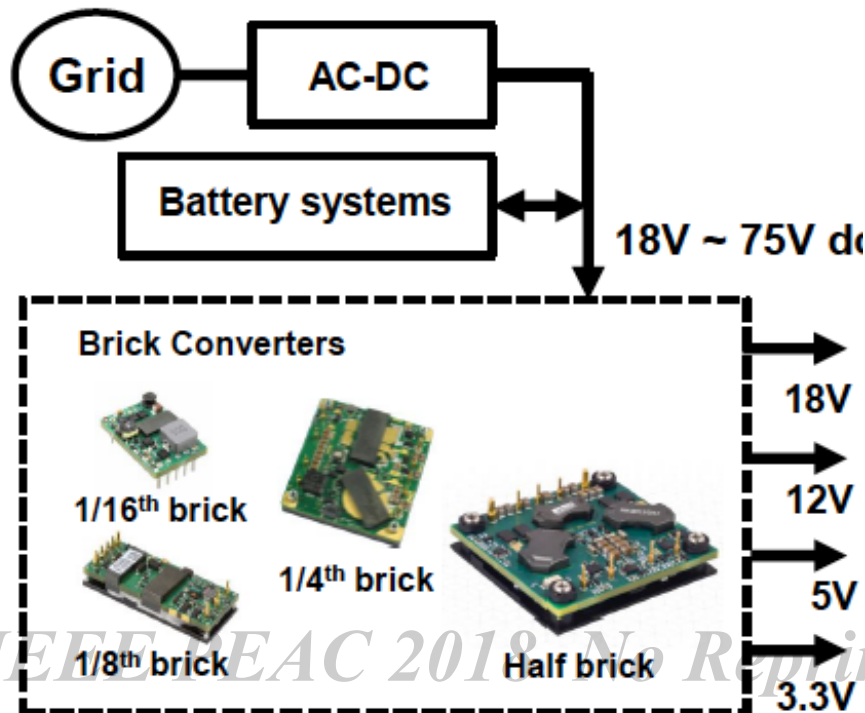 Grid
AC-DC
Battery systems
18V ~ 75V dc
Brick Converters
18V
1/16th brick
12V
1/4th brick
5V
1/8th brick
Half brick
IEEE PEAC 2018 No Reprin
3.3V